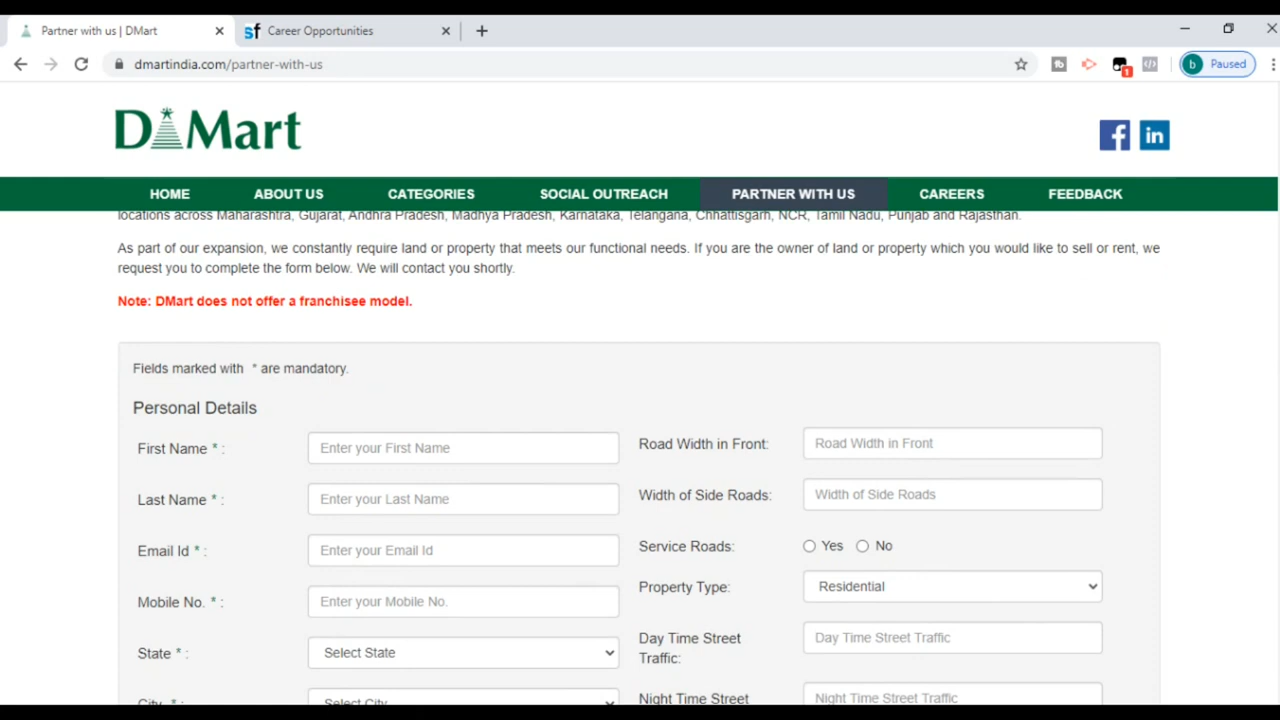 Partner with us | DMart
sf Career Opportunities
dmartindia.com/partner-with-us
1
b Paused
DMart
f in
HOME ABOUT US CATEGORIES SOCIAL OUTREACH PARTNER WITH US CAREERS FEEDBACK
locations across Maharashtra, Gujarat, Andhra Pradesh, Madhya Pradesh, Karnataka, Telangana, Chhattisgarh, NCR, Tamil Nadu, Punjab and Rajasthan.
As part of our expansion, we constantly require land or property that meets our functional needs. If you are the owner of land or property which you would like to sell or rent, we
request you to complete the form below. We will contact you shortly.
Note: DMart does not offer a franchisee model.
Fields marked with * are mandatory.
Personal Details
First Name * : Enter your First Name
Road Width in Front: Road Width in Front
Last Name * : Enter your Last Name
Width of Side Roads: Width of Side Roads
Email Id * : Enter your Email Id
Service Roads: Yes No
Mobile No. * : Enter your Mobile No.
Property Type: Residential
State * : Select State
Day Time Street
Traffic: Day Time Street Traffic
City * : Select City
Night Time Street Night Time Street Traffic